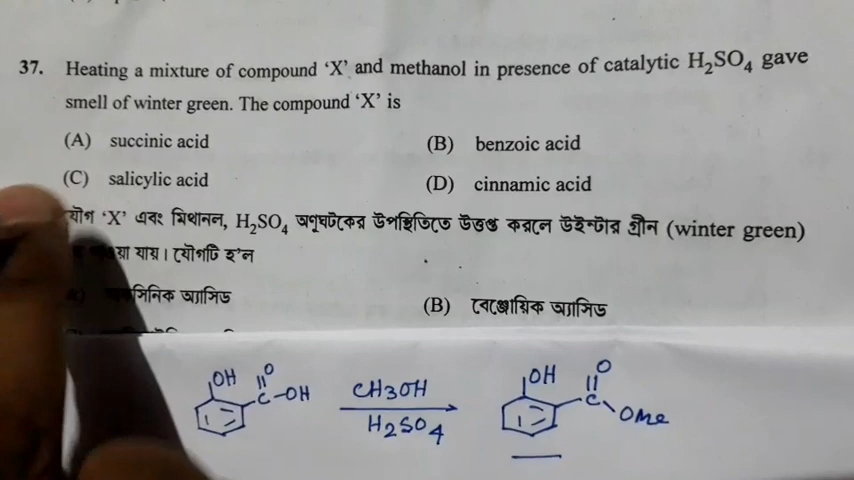 37. Heating a mixture of compound ‘X’ and methanol in presence of catalytic H₂SO₄ gave
smell of winter green. The compound ‘X’ is
(A) succinic acid (B) benzoic acid
(C) salicylic acid (D) cinnamic acid
‘X’ এবং মিথানল, H₂SO₄ অণুঘটকের উপস্থিতিতে উত্তপ্ত করলে উইন্টার গ্রীন (winter green)
যায়। যৌগটি হ’ল
অ্যাসিড (B) বেঞ্জোয়িক অ্যাসিড
OH O
C-OH CH3OH OH O
H2SO4 C OMe